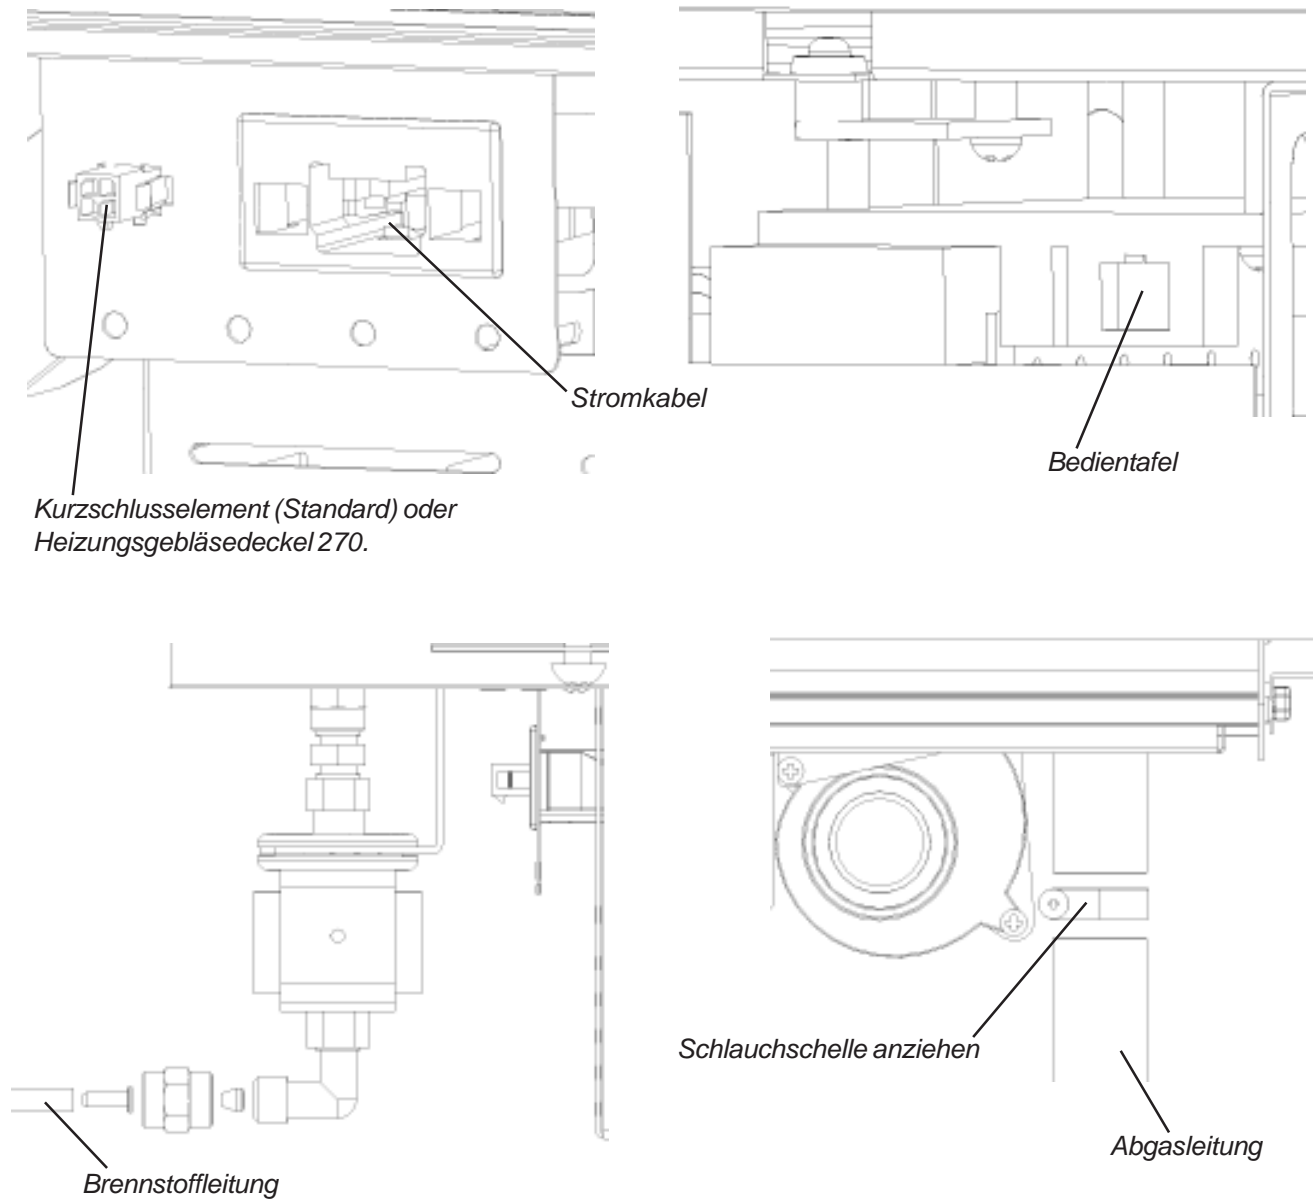 Stromkabel
Bedientafel
Kurzschlusselement (Standard) oder
Heizungsgebläsedeckel 270.
Schlauchschelle anziehen
Abgasleitung
Brennstoffleitung